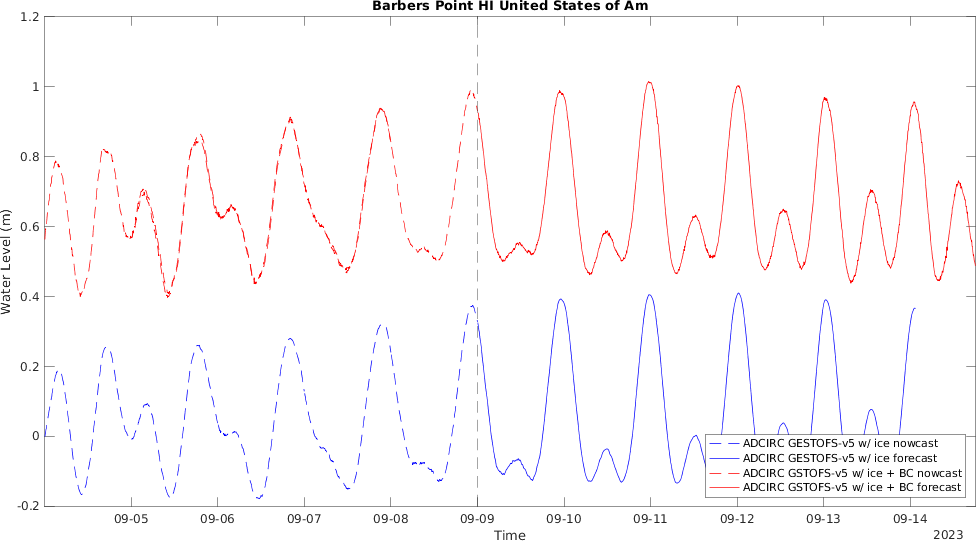 Barbers Point HI United States of Am
1.2
1
0.8
0.6
0.4
0.2
0
-0.2
Water Level (m)
09-05
09-06
09-07
09-08
09-09
09-10
09-11
09-12
09-13
09-14
Time
2023
ADCIRC GESTOFS-v5 w/ ice nowcast
ADCIRC GESTOFS-v5 w/ ice forecast
ADCIRC GSTOFS-v5 w/ ice + BC nowcast
ADCIRC GSTOFS-v5 w/ ice + BC forecast